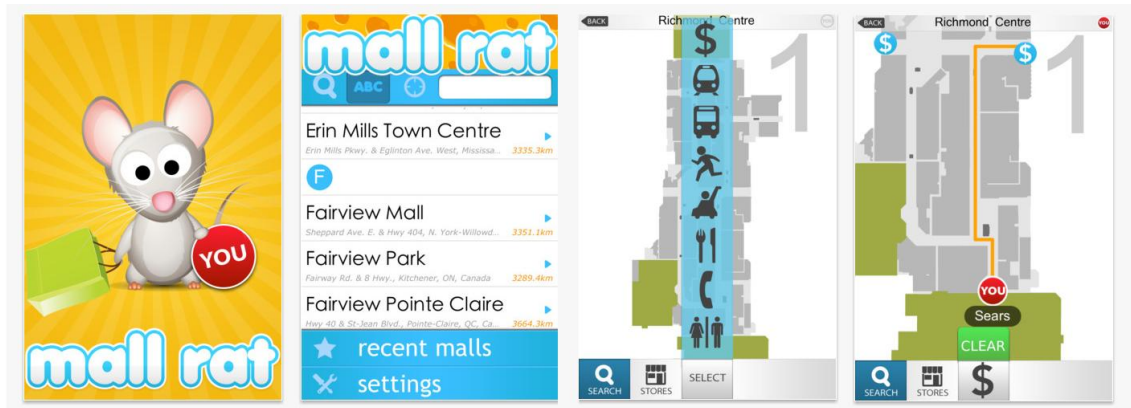 YOU
mall rat
mall rat
ABC
Erin Mills Town Centre
Erin Mills Pkwy. & Eglinton Ave. West, Mississa... 3335.3km
F
Fairview Mall
Sheppard Ave. E. & Hwy 404, N. York-Willowd... 3351.1km
Fairview Park
Fairway Rd. & 8 Hwy., Kitchener, ON, Canada 3289.4km
Fairview Pointe Claire
Hwy 40 & St-Jean Blvd., Pointe-Claire, QC, Ca... 3664.3km
recent malls
settings
BACK Richmond Centre YOU
$
1
SEARCH STORES SELECT
BACK Richmond Centre YOU
$ $
1
YOU
Sears
CLEAR
SEARCH STORES $